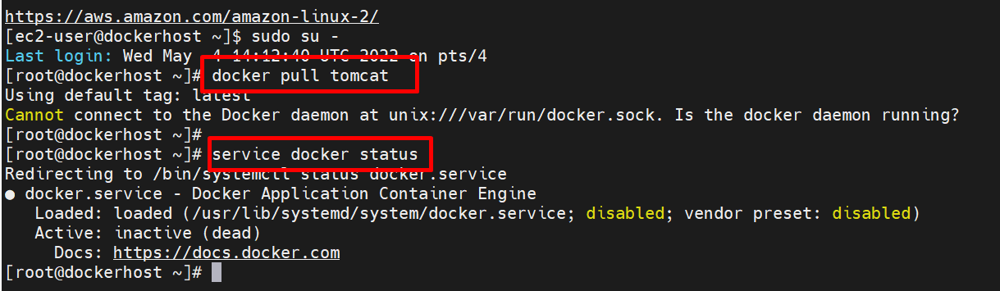 https://aws.amazon.com/amazon-linux-2/
[ec2-user@dockerhost ~]$ sudo su -
Last login: Wed May  4 14:12:40 UTC 2022 on pts/4
[root@dockerhost ~]# docker pull tomcat
Using default tag: latest
Cannot connect to the Docker daemon at unix:///var/run/docker.sock. Is the docker daemon running?
[root@dockerhost ~]#
[root@dockerhost ~]# service docker status
Redirecting to /bin/systemctl status docker.service
● docker.service - Docker Application Container Engine
   Loaded: loaded (/usr/lib/systemd/system/docker.service; disabled; vendor preset: disabled)
   Active: inactive (dead)
     Docs: https://docs.docker.com
[root@dockerhost ~]#